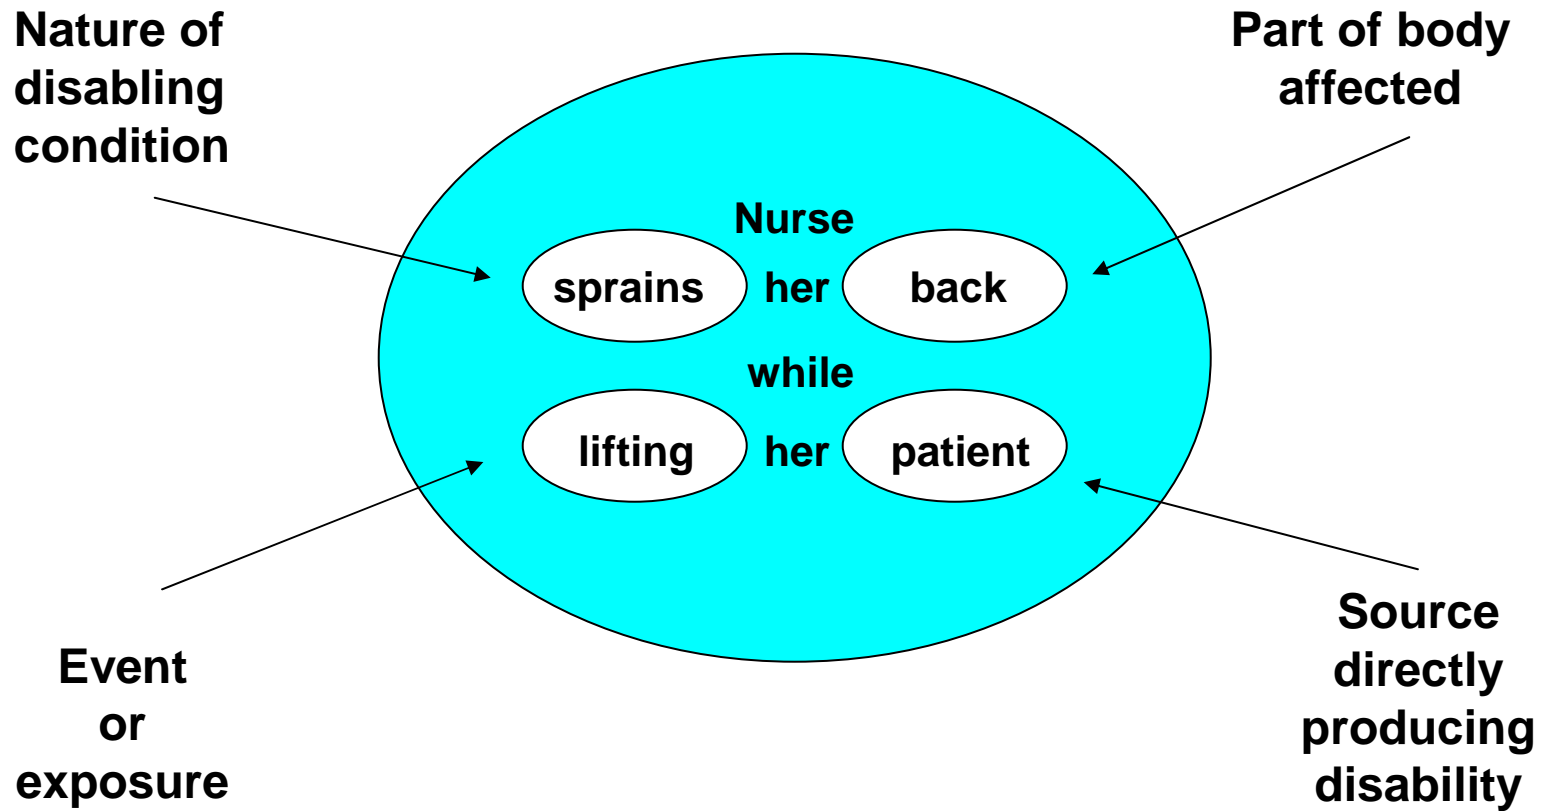 Nature of
disabling
condition
Part of body
affected
Nurse
sprains her back
while
lifting her patient
Event
or
exposure
Source
directly
producing
disability